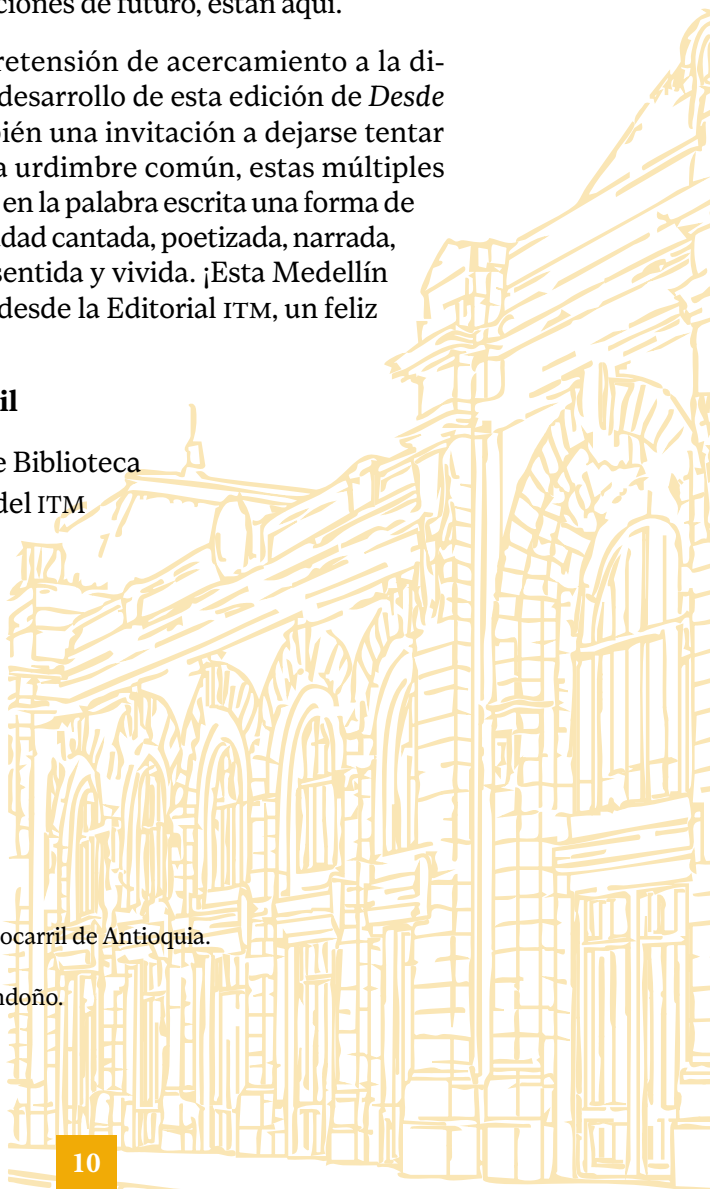 ciones de futuro, están aquí.
retensión de acercamiento a la di-
desarrollo de esta edición de Desde
bién una invitación a dejarse tentar
a urdimbre común, estas múltiples
en la palabra escrita una forma de
dad cantada, poetizada, narrada,
sentida y vivida. ¡Esta Medellín
desde la Editorial ITM, un feliz
il
e Biblioteca
del ITM
ocarril de Antioquia.
ndoño.
10